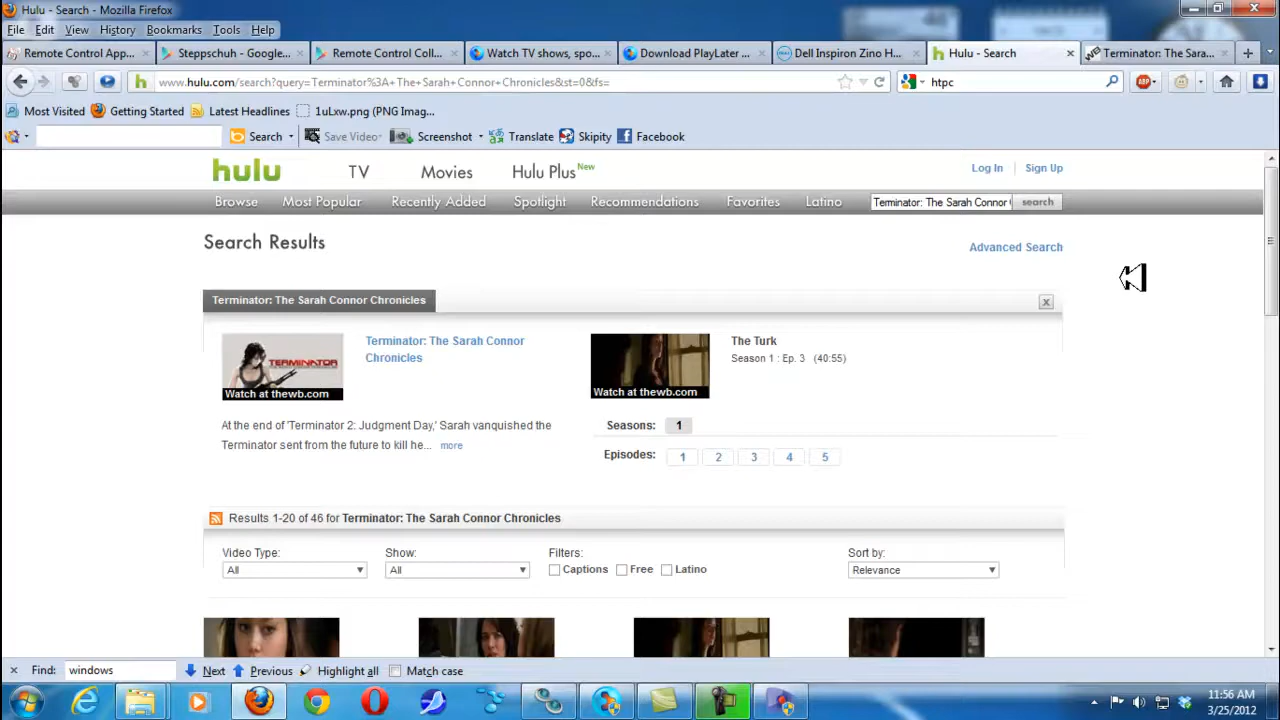 Hulu - Search - Mozilla Firefox
File Edit View History Bookmarks Tools Help
Remote Control App... Steppschuh - Google... Remote Control Coll... Watch TV shows, spo... Download PlayLater ... Dell Inspiron Zino H... Hulu - Search Terminator: The Sara...
www.hulu.com/search?query=Terminator%3A+The+Sarah+Connor+Chronicles&st=0&fs= htpc
Most Visited Getting Started Latest Headlines 1uLxw.png (PNG Imag...
Search Save Video Screenshot Translate Skipity Facebook
hulu TV Movies Hulu Plus New Log In Sign Up
Browse Most Popular Recently Added Spotlight Recommendations Favorites Latino Terminator: The Sarah Connor search
Search Results
Advanced Search
Terminator: The Sarah Connor Chronicles
TERMINATOR
Watch at thewb.com
Terminator: The Sarah Connor
Chronicles
Watch at thewb.com
The Turk
Season 1 : Ep. 3 (40:55)
At the end of 'Terminator 2: Judgment Day,' Sarah vanquished the
Terminator sent from the future to kill he... more
Seasons: 1
Episodes: 1 2 3 4 5
Results 1-20 of 46 for Terminator: The Sarah Connor Chronicles
Video Type: Show: Filters: Sort by:
All All Captions Free Latino Relevance
Find: windows Next Previous Highlight all Match case
11:56 AM
3/25/2012